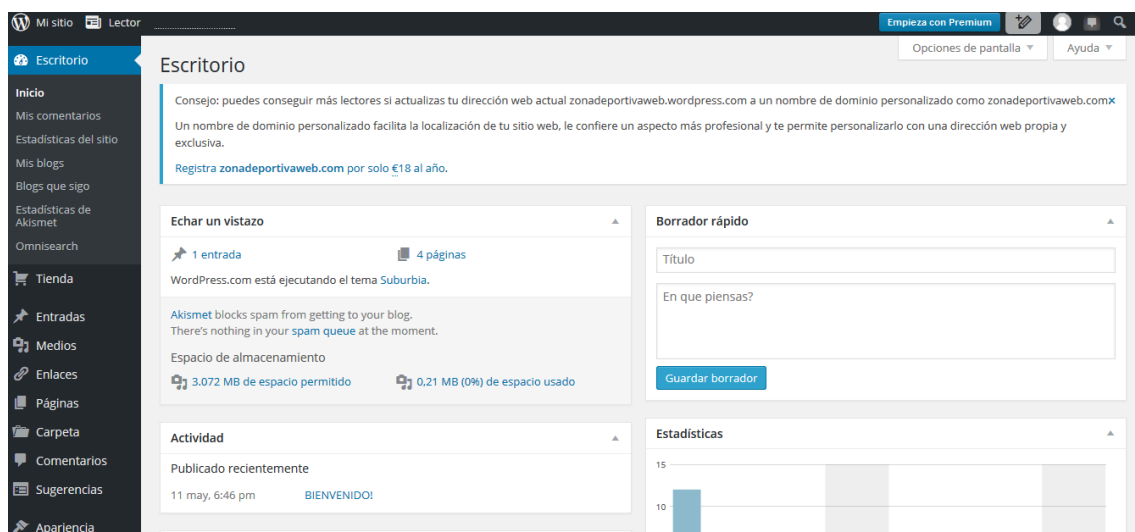 Mi sitio Lector Empieza con Premium
Opciones de pantalla Ayuda
Escritorio
Inicio
Mis comentarios
Estadísticas del sitio
Mis blogs
Blogs que sigo
Estadísticas de
Akismet
Omnisearch
Tienda
Entradas
Medios
Enlaces
Páginas
Carpeta
Comentarios
Sugerencias
Apariencia
Escritorio
Consejo: puedes conseguir más lectores si actualizas tu dirección web actual zonadeportivaweb.wordpress.com a un nombre de dominio personalizado como zonadeportivaweb.com×
Un nombre de dominio personalizado facilita la localización de tu sitio web, le confiere un aspecto más profesional y te permite personalizarlo con una dirección web propia y
exclusiva.
Registra zonadeportivaweb.com por solo €18 al año.
Echar un vistazo
1 entrada 4 páginas
WordPress.com está ejecutando el tema Suburbia.
Akismet blocks spam from getting to your blog.
There's nothing in your spam queue at the moment.
Espacio de almacenamiento
3.072 MB de espacio permitido 0,21 MB (0%) de espacio usado
Actividad
Publicado recientemente
11 may, 6:46 pm BIENVENIDO!
Borrador rápido
Título
En que piensas?
Guardar borrador
Estadísticas
15
10